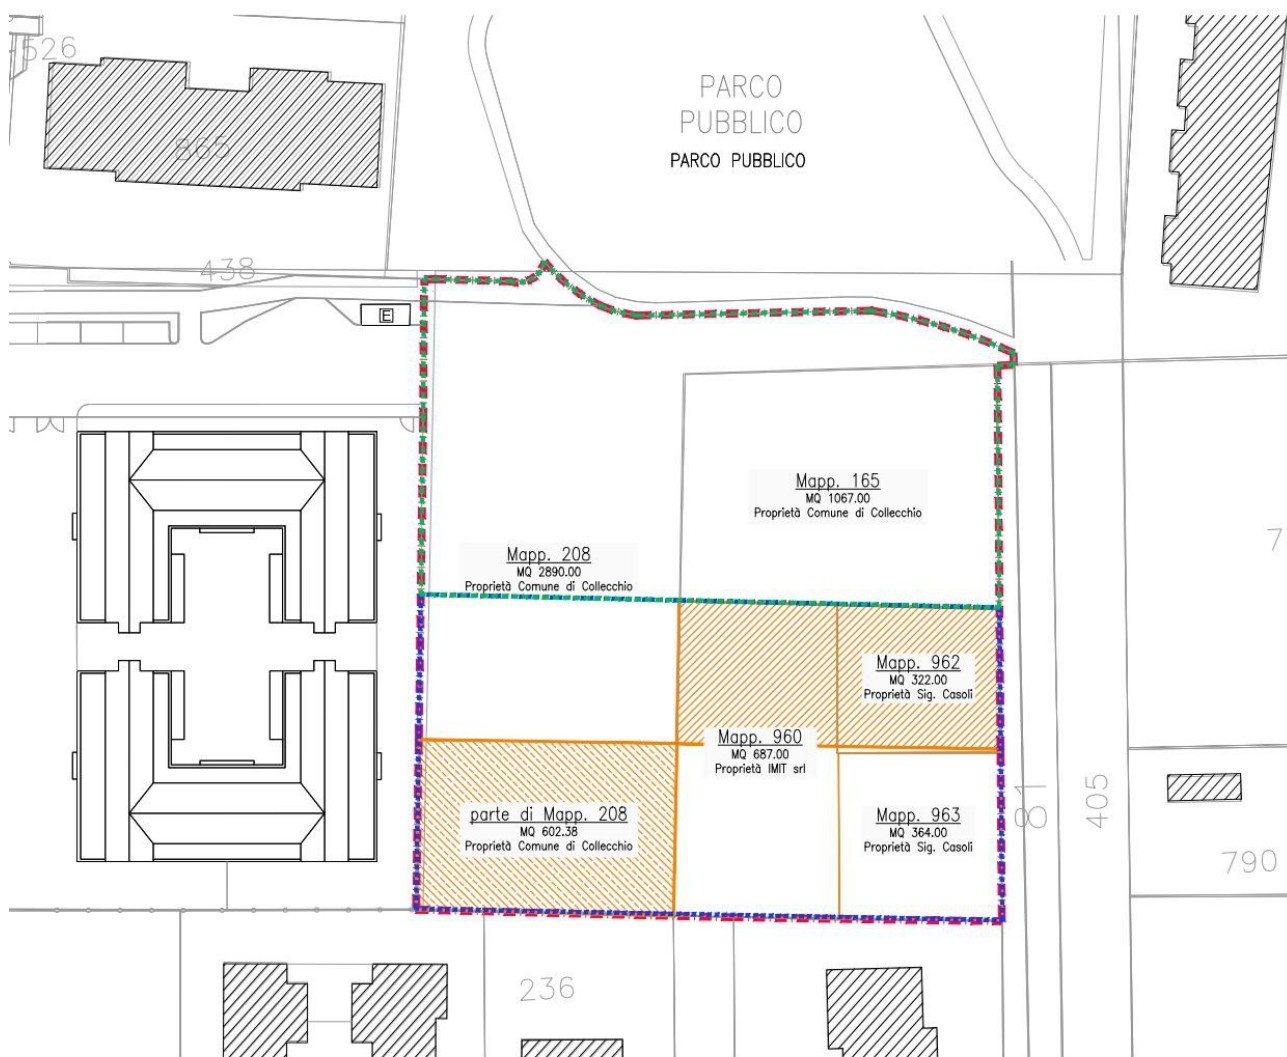 526
865
PARCO
PUBBLICO
PARCO PUBBLICO
438
E
Mapp. 165
MQ 1067.00
Proprietà Comune di Collecchio
7
Mapp. 208
MQ 2890.00
Proprietà Comune di Collecchio
Mapp. 962
MQ 322.00
Proprietà Sig. Casoli
Mapp. 960
MQ 687.00
Proprietà IMIT srl
parte di Mapp. 208
MQ 602.38
Proprietà Comune di Collecchio
Mapp. 963
MQ 364.00
Proprietà Sig. Casoli
81
405
790
236